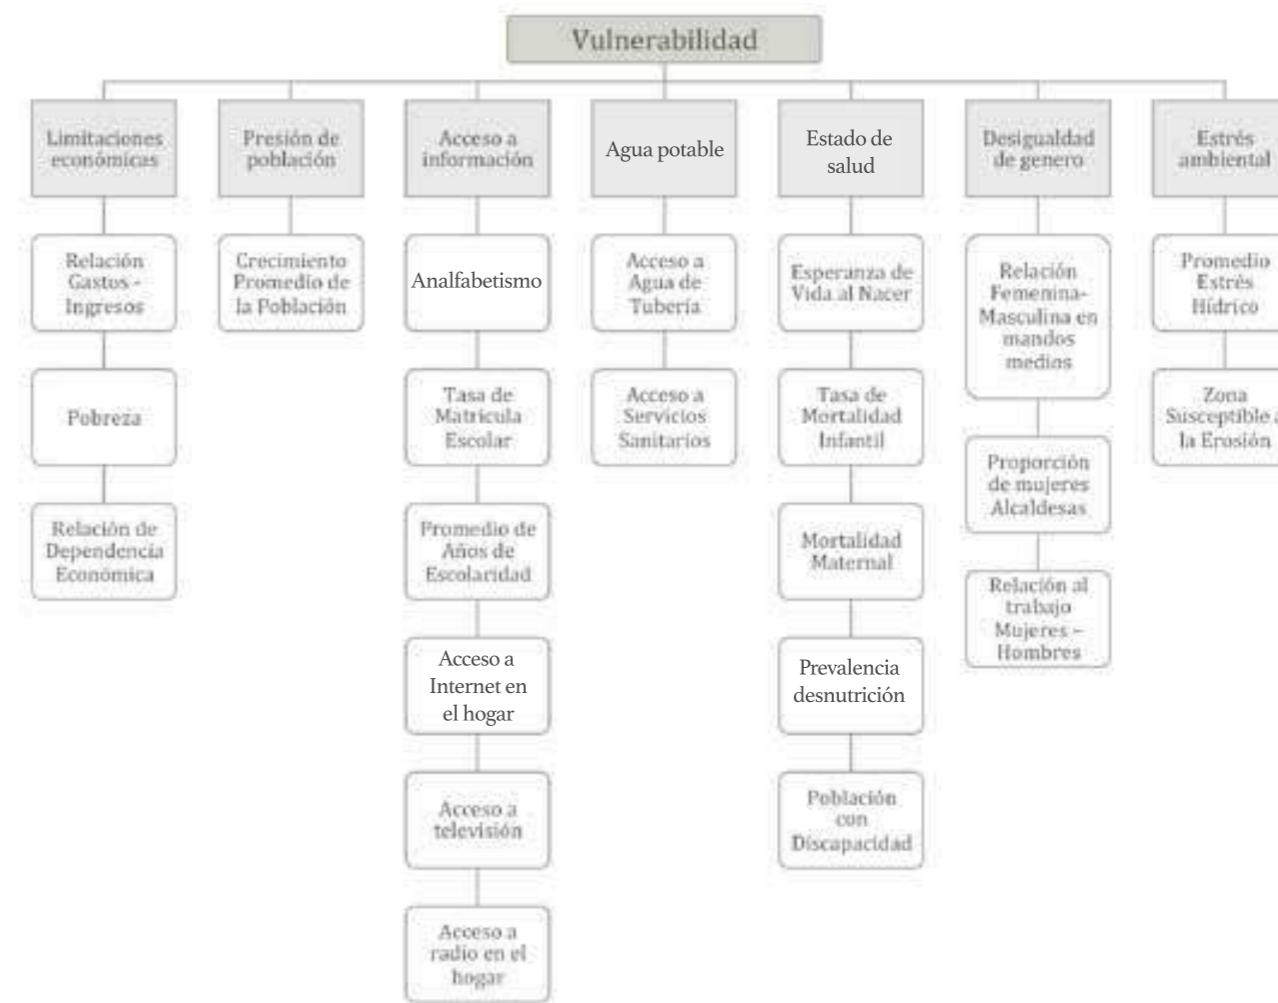 Vulnerabilidad
Limitaciones
económicas
Relación
Gastos -
Ingresos
Pobreza
Relación de
Dependencia
Económica
Presión de
población
Crecimiento
Promedio de
la Población
Acceso a
información
Analfabetismo
Tasa de
Matrícula
Escolar
Promedio de
Años de
Escolaridad
Acceso a
Internet en
el hogar
Acceso a
televisión
Acceso a
radio en el
hogar
Agua potable
Acceso a
Agua de
Tubería
Acceso a
Servicios
Sanitarios
Estado de
salud
Esperanza de
Vida al Nacer
Tasa de
Mortalidad
Infantil
Mortalidad
Maternal
Prevalencia
desnutrición
Población
con
Discapacidad
Desigualdad
de genero
Relación
Femenina-
Masculina en
mandos
medios
Proporción
de mujeres
Alcaldesas
Relación al
trabajo
Mujeres –
Hombres
Estrés
ambiental
Promedio
Estrés
Hídrico
Zona
Susceptible a
la Erosión